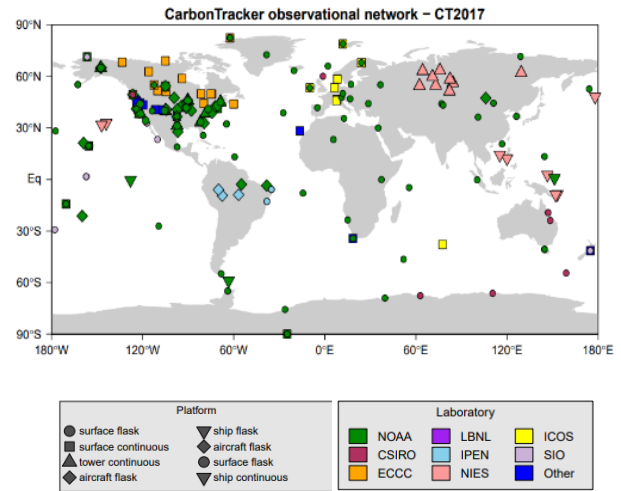 CarbonTracker observational network − CT2017
90°N
60°N
30°N
Eq
30°S
60°S
90°S
180°W
120°W
60°W
0°E
60°E
120°E
180°E
Platform
surface flask
surface continuous
tower continuous
aircraft flask
ship flask
aircraft flask
surface flask
ship continuous
Laboratory
NOAA
CSIRO
ECCC
LBNL
IPEN
NIES
ICOS
SIO
Other